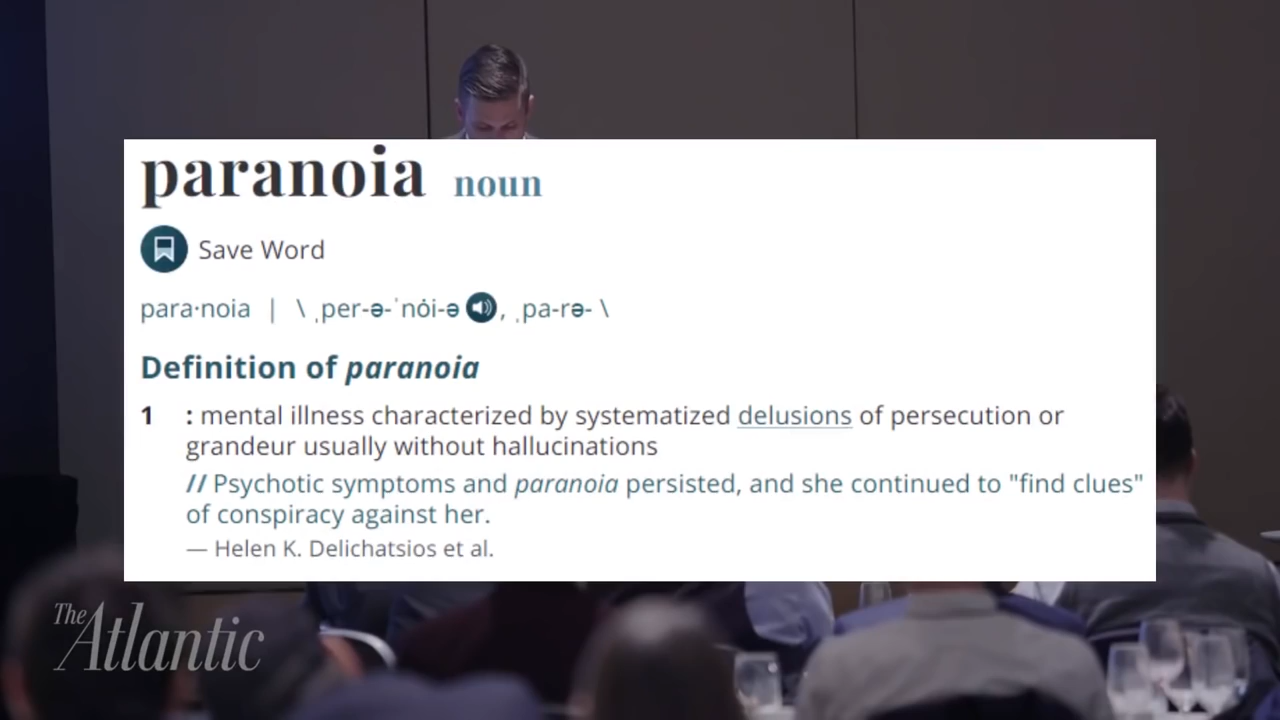 paranoia noun
Save Word
para·noia | \ ˌper-ə-ˈnȯi-ə , ˌpa-rə- \
Definition of paranoia
1 : mental illness characterized by systematized delusions of persecution or
grandeur usually without hallucinations
// Psychotic symptoms and paranoia persisted, and she continued to "find clues"
of conspiracy against her.
— Helen K. Delichatsios et al.
The
Atlantic